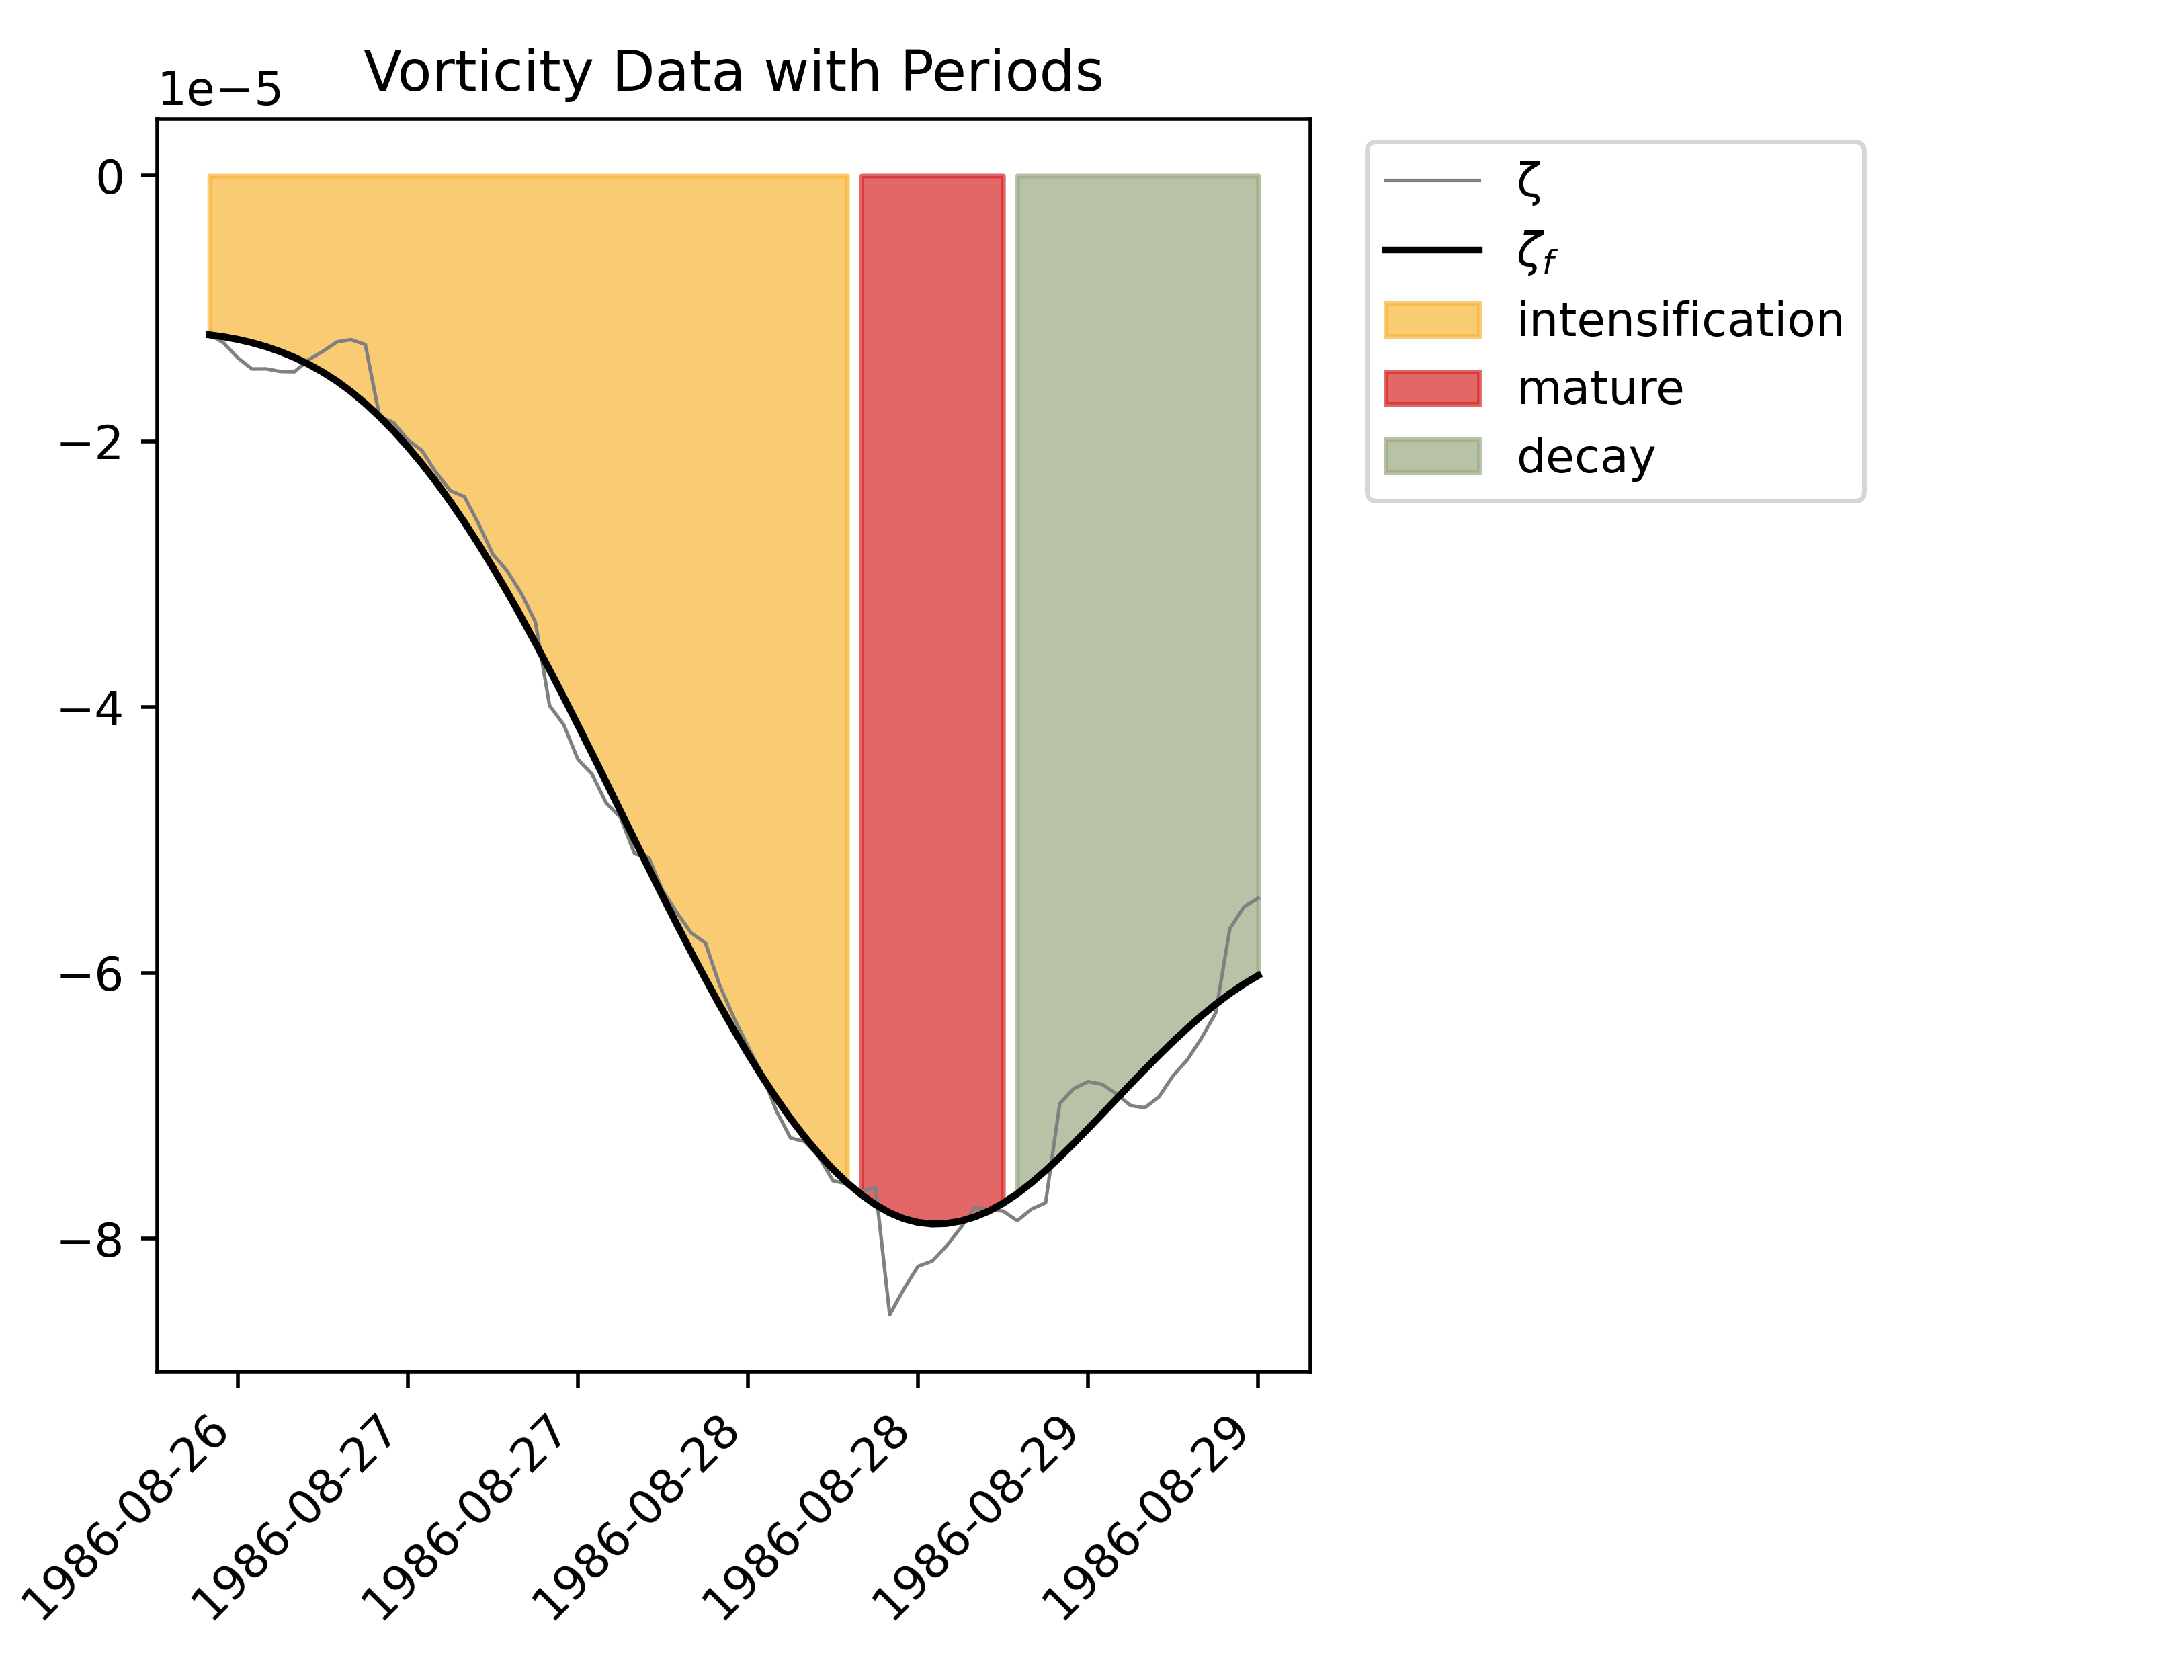 Vorticity Data with Periods
1e−5
0
−2
−4
−6
−8
1986-08-26
1986-08-27
1986-08-27
1986-08-28
1986-08-28
1986-08-29
1986-08-29
ζ
ζf
intensification
mature
decay